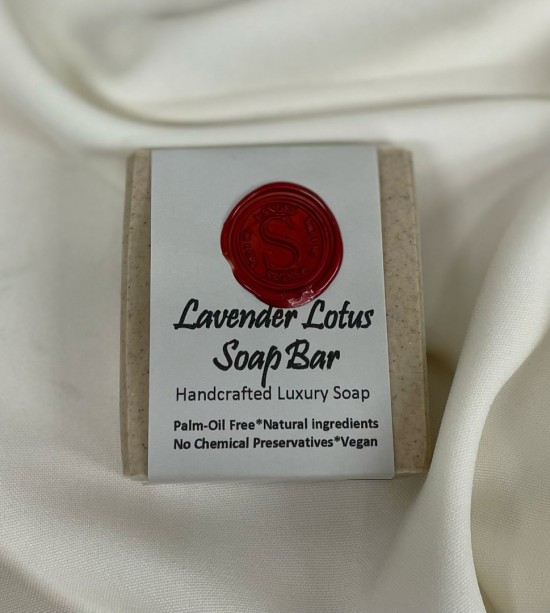 S
Lavender Lotus
Soap Bar
Handcrafted Luxury Soap
Palm-Oil Free*Natural ingredients
No Chemical Preservatives*Vegan